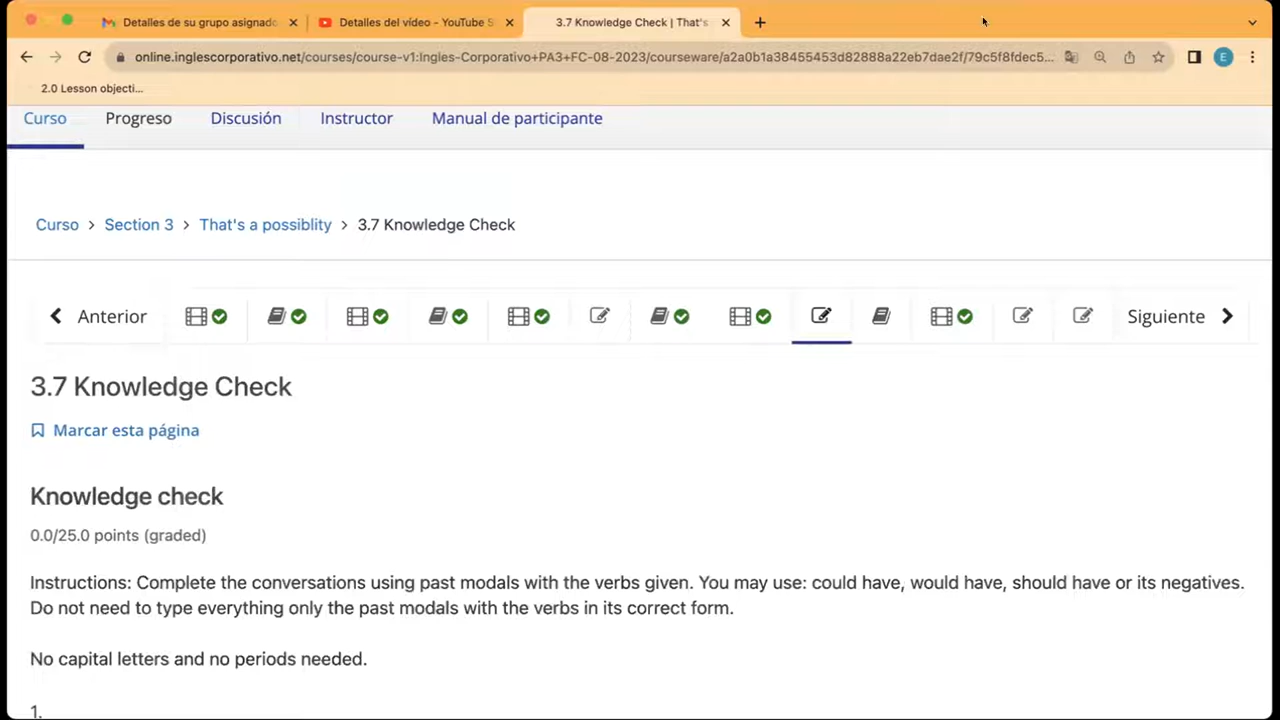 Detalles de su grupo asignado
Detalles del vídeo - YouTube S
3.7 Knowledge Check | That's
online.inglescorporativo.net/courses/course-v1:Ingles-Corporativo+PA3+FC-08-2023/courseware/a2a0b1a38455453d82888a22eb7dae2f/79c5f8fdec5...
E
2.0 Lesson objecti...
Curso Progreso Discusión Instructor Manual de participante
Curso > Section 3 > That's a possiblity > 3.7 Knowledge Check
Anterior
Siguiente
3.7 Knowledge Check
Marcar esta página
Knowledge check
0.0/25.0 points (graded)
Instructions: Complete the conversations using past modals with the verbs given. You may use: could have, would have, should have or its negatives.
Do not need to type everything only the past modals with the verbs in its correct form.
No capital letters and no periods needed.
1.